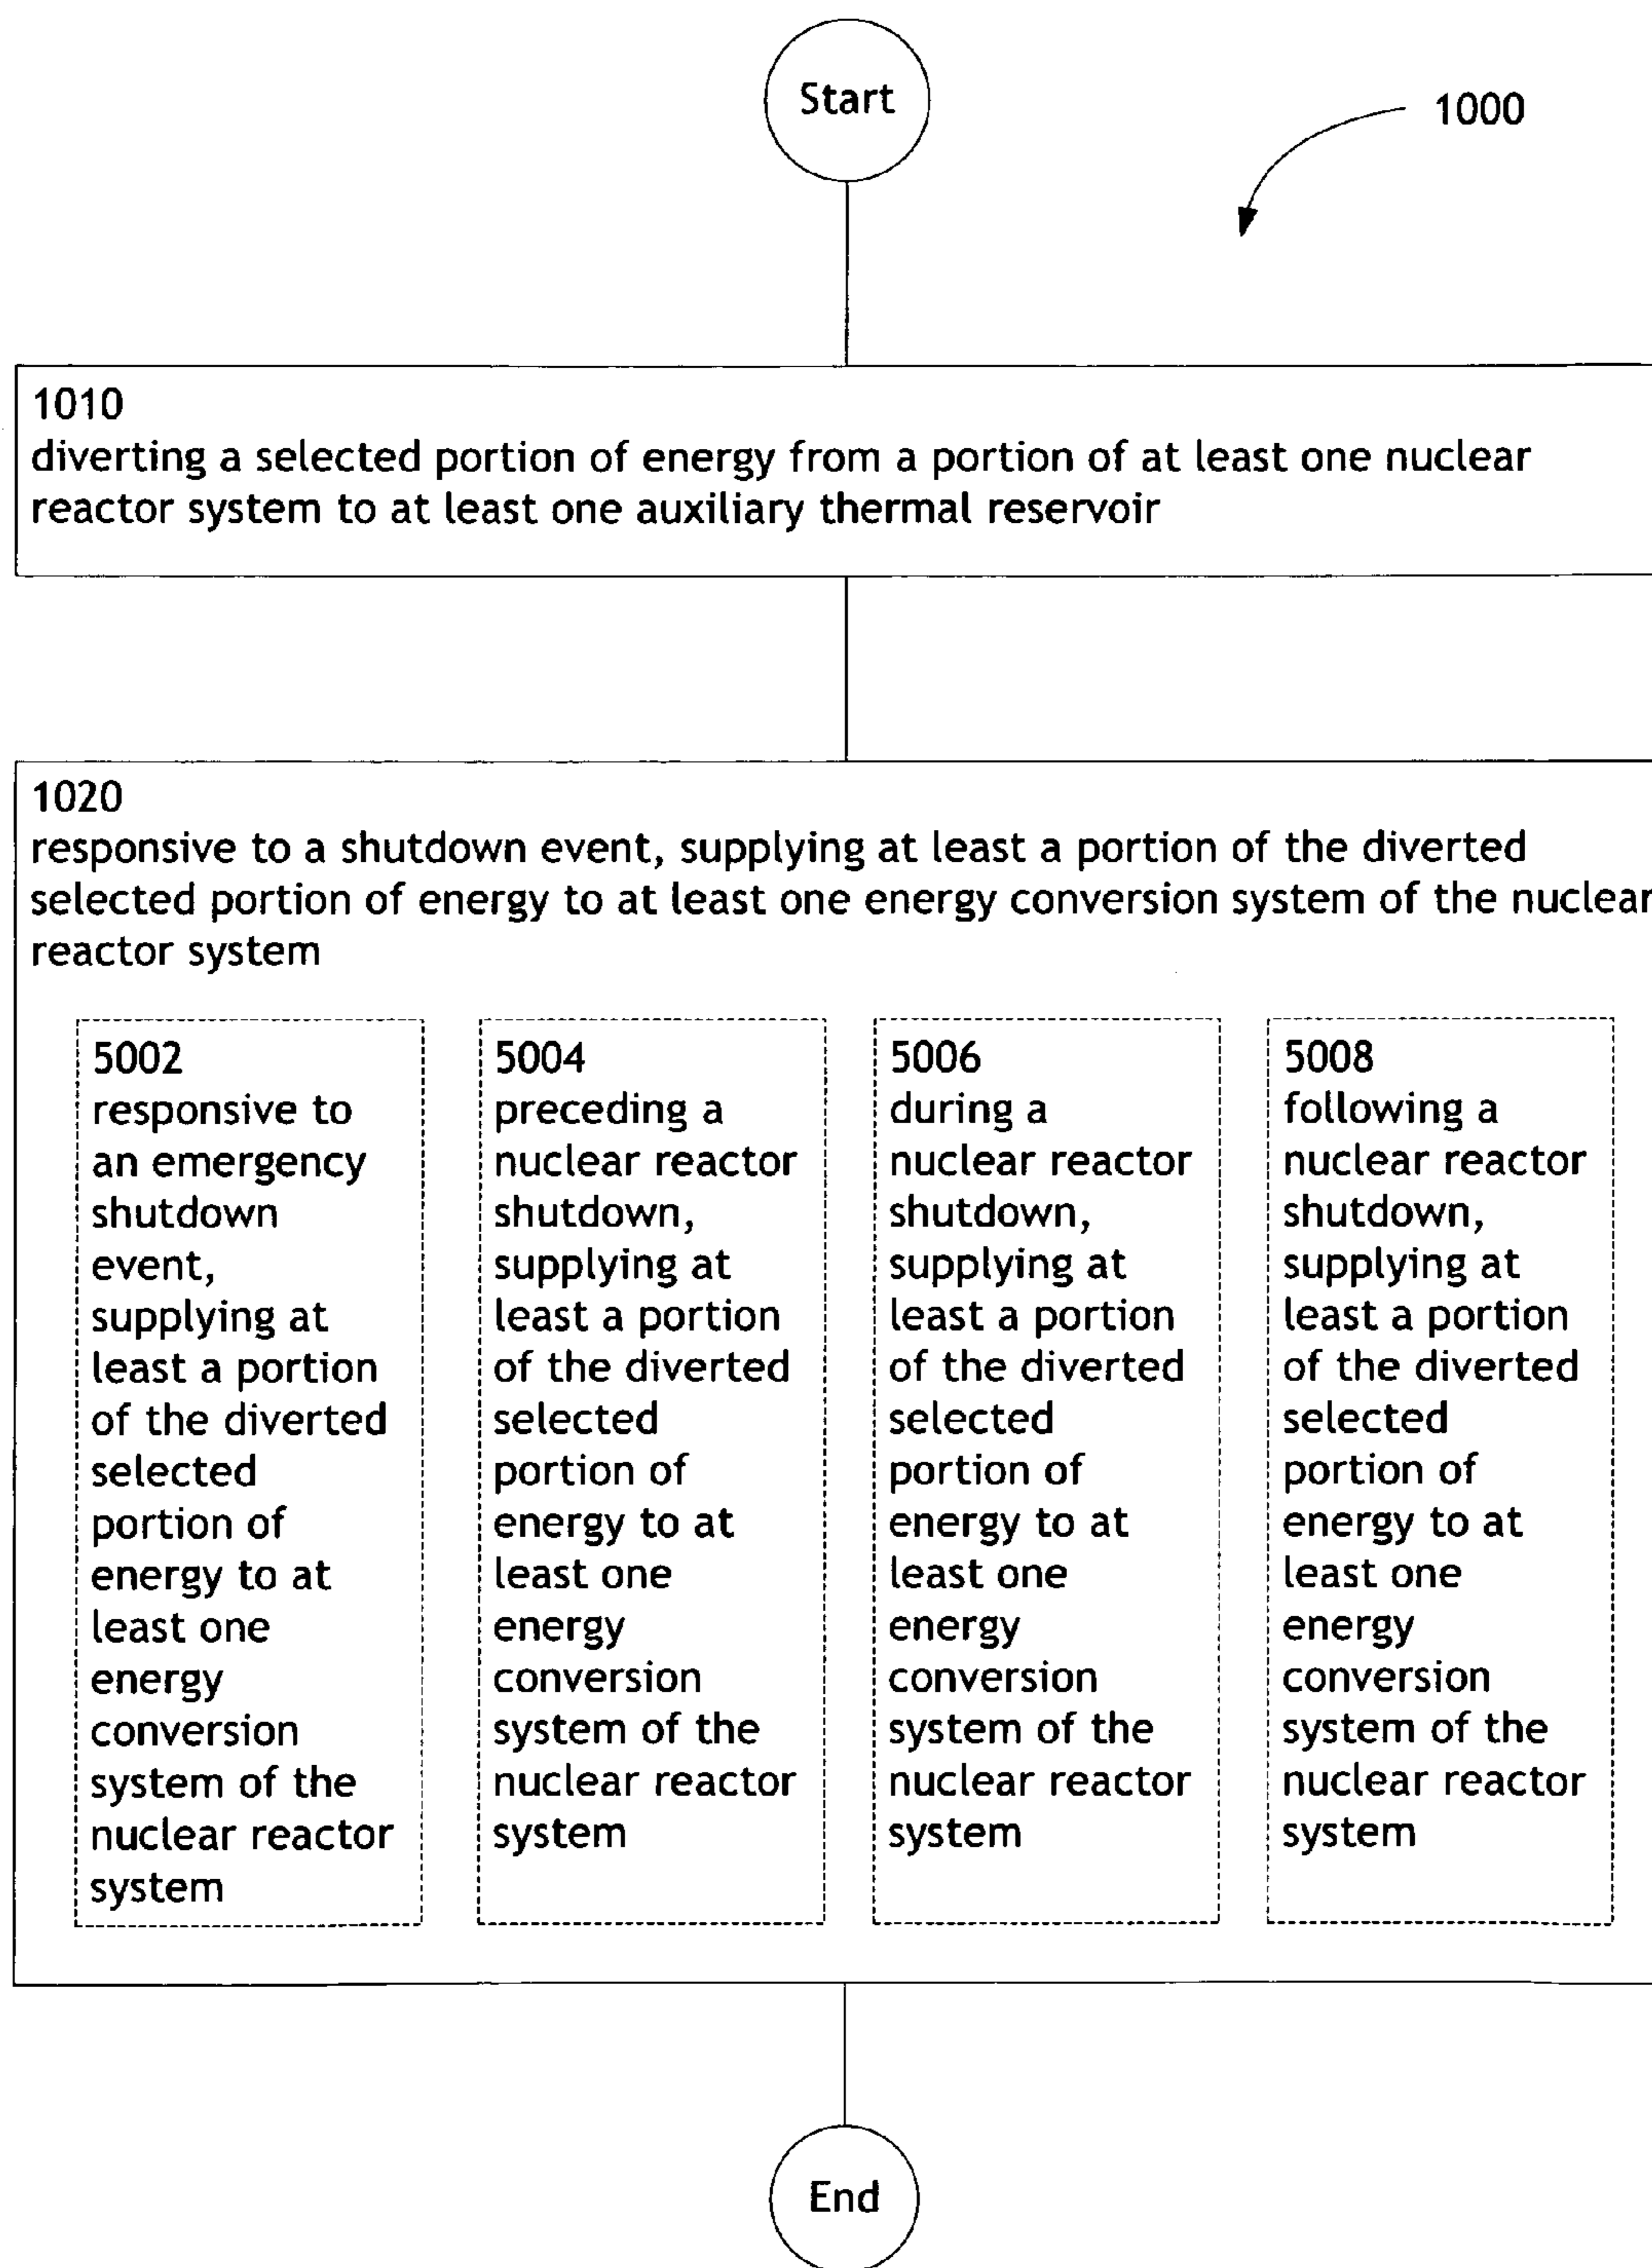 Start
1000
1010
diverting a selected portion of energy from a portion of at least one nuclear
reactor system to at least one auxiliary thermal reservoir
1020
responsive to a shutdown event, supplying at least a portion of the diverted
selected portion of energy to at least one energy conversion system of the nuclear
reactor system
5002
responsive to
an emergency
shutdown
event,
supplying at
least a portion
of the diverted
selected
portion of
energy to at
least one
energy
conversion
system of the
nuclear reactor
system
5004
preceding a
nuclear reactor
shutdown,
supplying at
least a portion
of the diverted
selected
portion of
energy to at
least one
energy
conversion
system of the
nuclear reactor
system
5006
during a
nuclear reactor
shutdown,
supplying at
least a portion
of the diverted
selected
portion of
energy to at
least one
energy
conversion
system of the
nuclear reactor
system
5008
following a
nuclear reactor
shutdown,
supplying at
least a portion
of the diverted
selected
portion of
energy to at
least one
energy
conversion
system of the
nuclear reactor
system
End